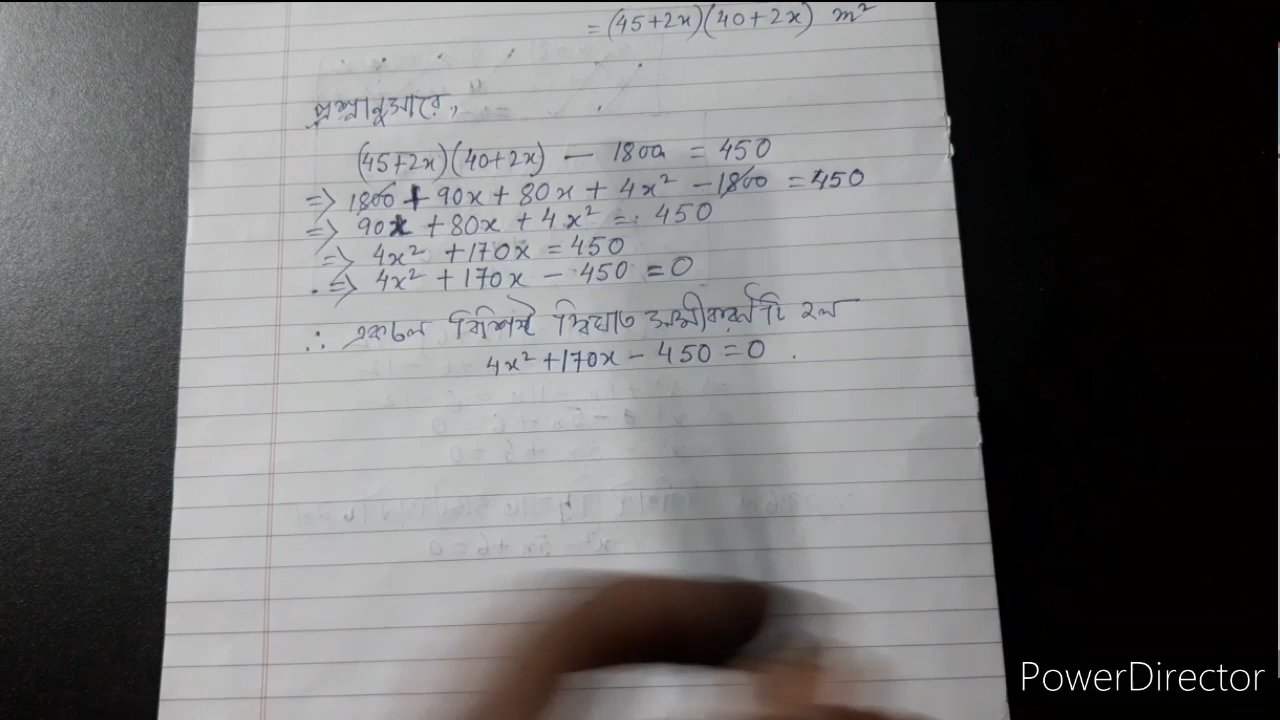 = (45+2x)(40+2x) m²
প্রশ্নানুসারে,
(45+2x)(40+2x) — 1800 = 450
=> 1800 + 90x + 80x + 4x² - 1800 = 450
=> 90x + 80x + 4x² = 450
=> 4x² + 170x = 450
=> 4x² + 170x - 450 = 0
∴ একচল বিশিষ্ট দ্বিঘাত সমীকরণটি হল
4x² + 170x - 450 = 0 .
PowerDirector